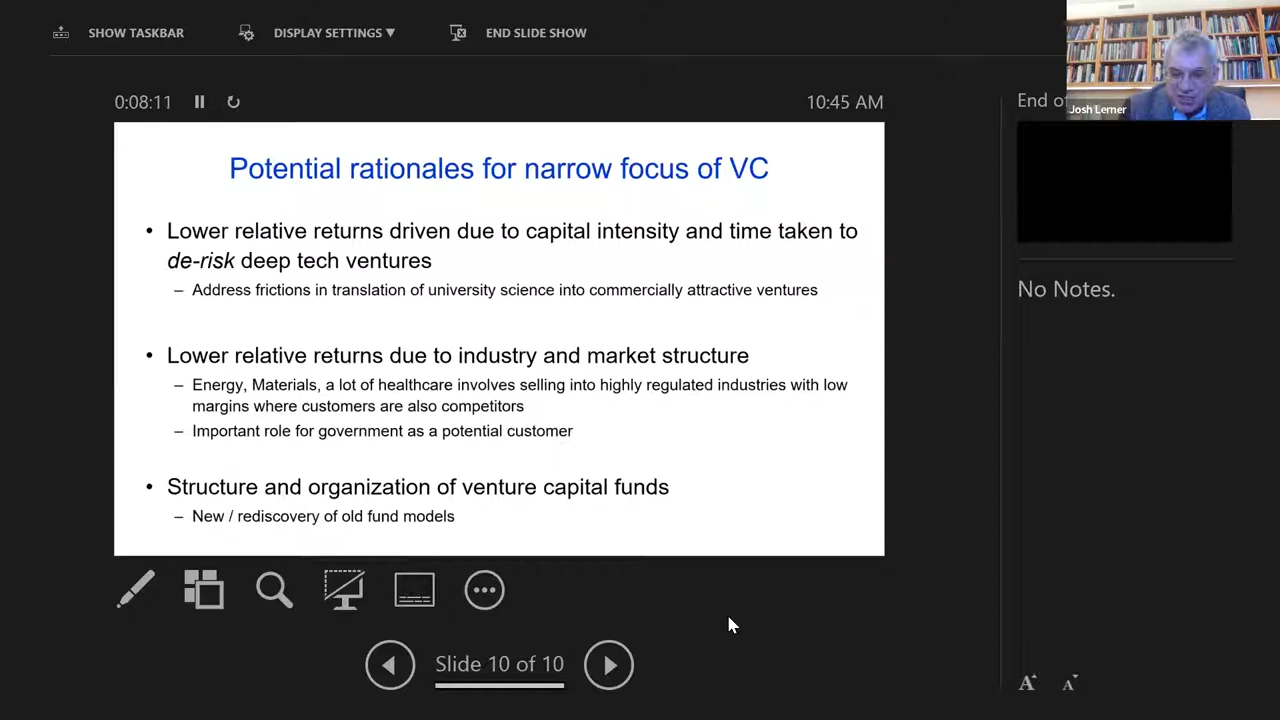 SHOW TASKBAR
DISPLAY SETTINGS ▼
END SLIDE SHOW
0:08:11
10:45 AM
End of
Josh Lerner
Potential rationales for narrow focus of VC
• Lower relative returns driven due to capital intensity and time taken to
de-risk deep tech ventures
– Address frictions in translation of university science into commercially attractive ventures
• Lower relative returns due to industry and market structure
– Energy, Materials, a lot of healthcare involves selling into highly regulated industries with low
margins where customers are also competitors
– Important role for government as a potential customer
• Structure and organization of venture capital funds
– New / rediscovery of old fund models
No Notes.
Slide 10 of 10
A A